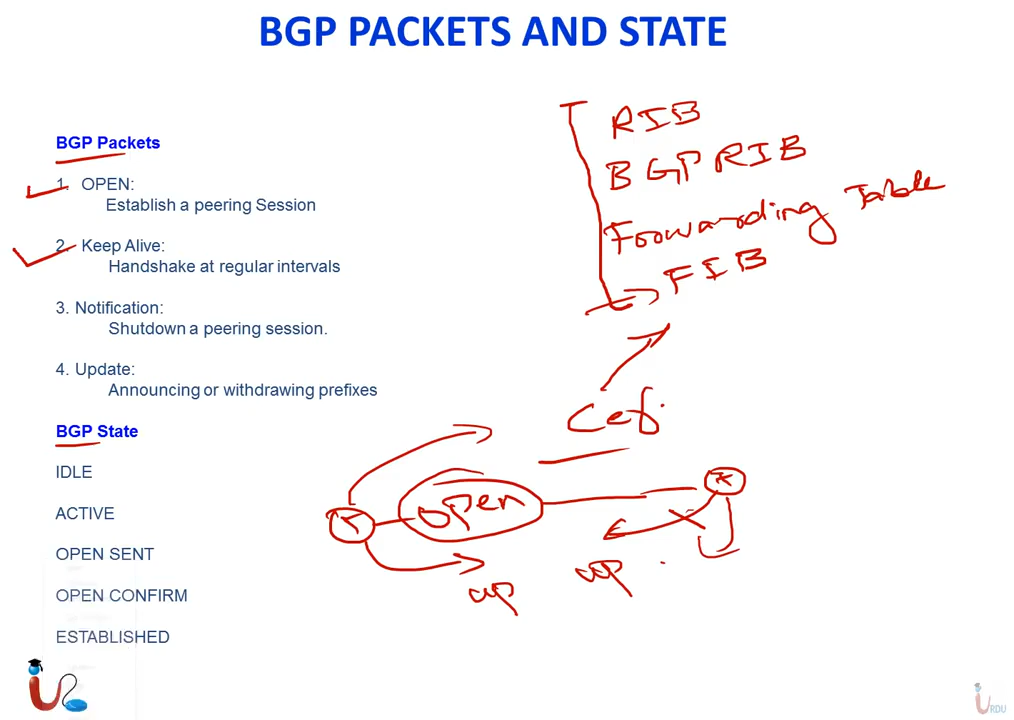 BGP PACKETS AND STATE
BGP Packets
1. OPEN:
Establish a peering Session
2. Keep Alive:
Handshake at regular intervals
3. Notification:
Shutdown a peering session.
4. Update:
Announcing or withdrawing prefixes
BGP State
IDLE
ACTIVE
OPEN SENT
OPEN CONFIRM
ESTABLISHED
RIB
BGP RIB
Forwarding Table
FIB
Cef
open
up
up
URDU